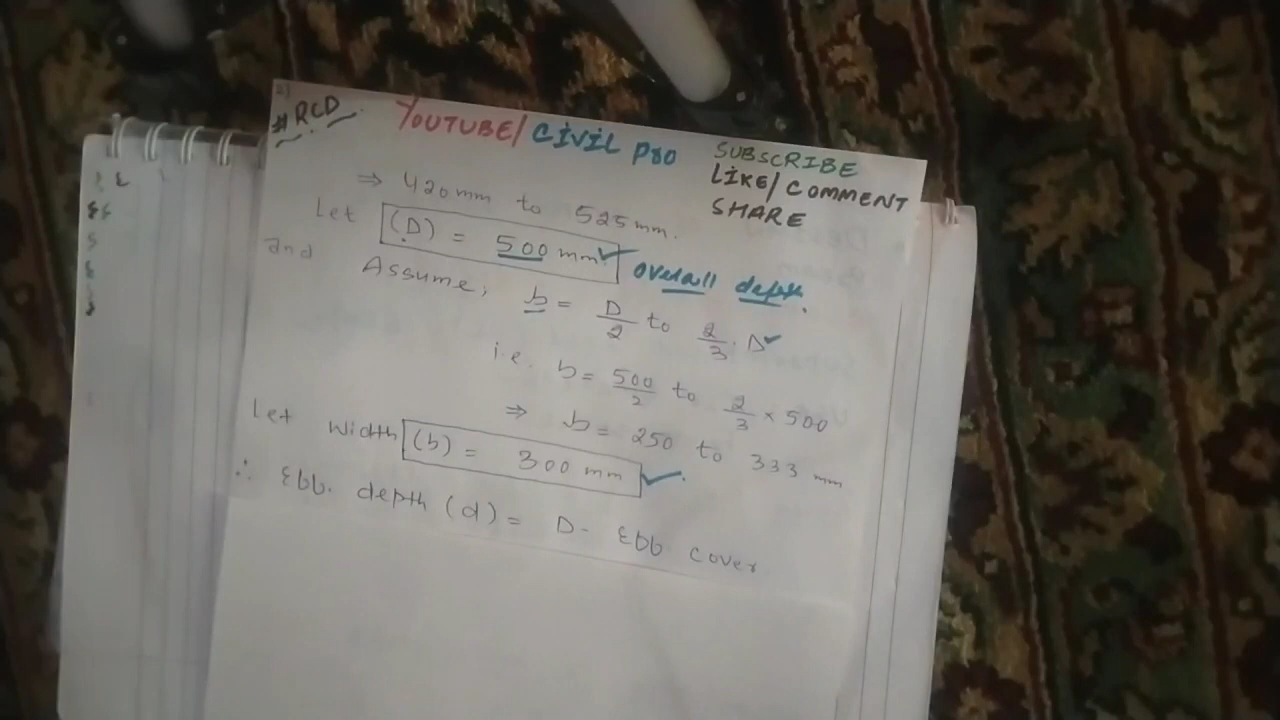 #RCD
YOUTUBE/ CIVIL PRO
SUBSCRIBE
LIKE/ COMMENT
SHARE
⇒ 420mm to 525mm.
Let (D) = 500 mm ✓ overall depth.
and Assume, b = D/2 to 2/3 . D ✓
i.e. b = 500/2 to 2/3 × 500
⇒ b = 250 to 333 mm
Let width (b) = 300 mm ✓.
∴ Eff. depth (d) = D - Eff cover